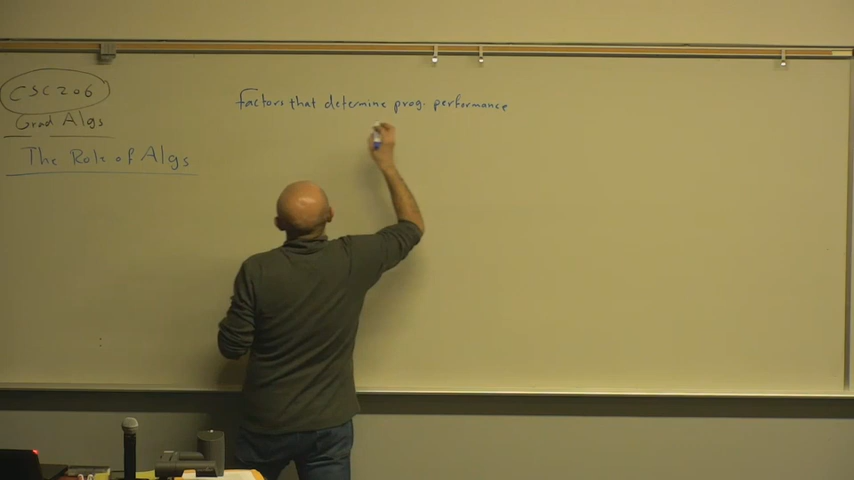 CSC 206
Grad Algs
The Role of Algs
Factors that determine prog. performance